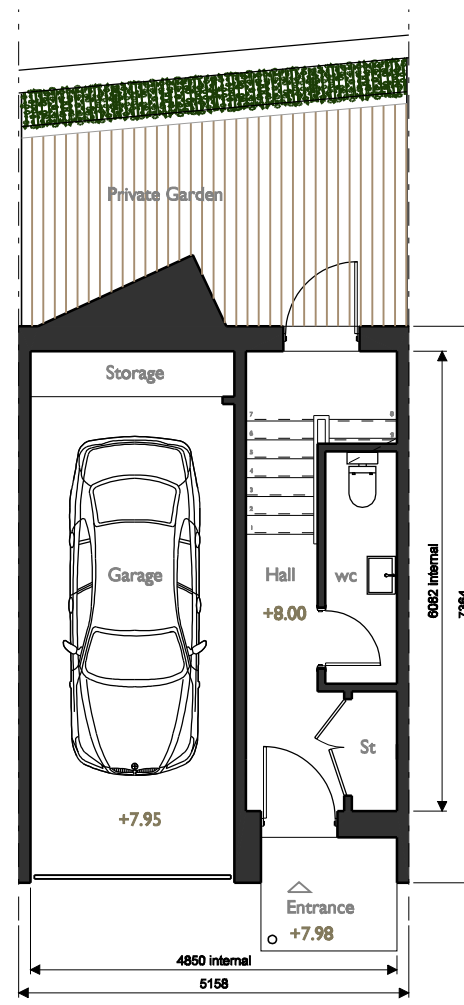 Private Garden
Storage
7
8
6
9
5
4
3
2
1
Garage
Hall
wc
+8.00
6082 internal
7364
St
+7.95
Entrance
+7.98
4850 internal
5158